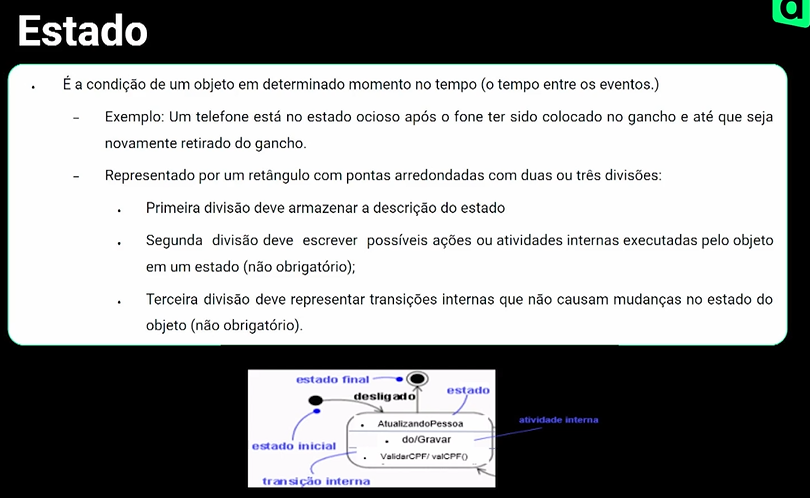 Estado
• É a condição de um objeto em determinado momento no tempo (o tempo entre os eventos.)
– Exemplo: Um telefone está no estado ocioso após o fone ter sido colocado no gancho e até que seja
novamente retirado do gancho.
– Representado por um retângulo com pontas arredondadas com duas ou três divisões:
• Primeira divisão deve armazenar a descrição do estado
• Segunda divisão deve escrever possíveis ações ou atividades internas executadas pelo objeto
em um estado (não obrigatório);
• Terceira divisão deve representar transições internas que não causam mudanças no estado do
objeto (não obrigatório).
estado final
desligado
estado
AtualizandoPessoa
atividade interna
do/Gravar
estado inicial
ValidarCPF/ valCPF()
transição interna